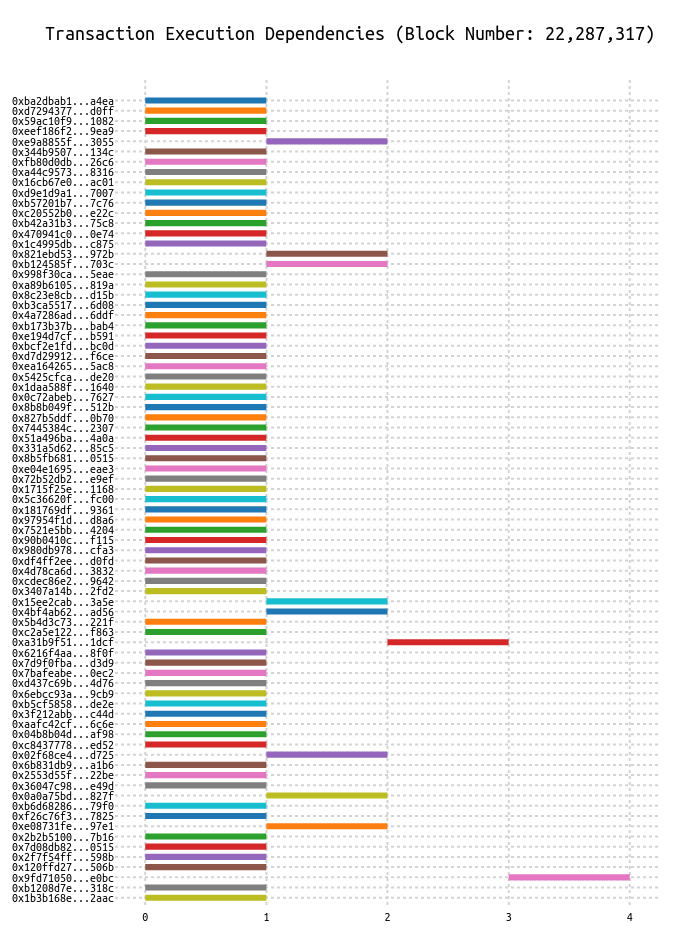 Transaction Execution Dependencies (Block Number: 22,287,317)
0xba2dbab1...a4ea
0xd7294377...d0ff
0x59ac10f9...1082
0xeef186f2...9ea9
0xe9a8855f...3055
0x344b9507...134c
0xfb80d0db...26c6
0xa44c9573...8316
0x16cb67e0...ac01
0xd9e1d9a1...7007
0xb57201b7...7c76
0xc20552b0...e22c
0xb42a31b3...75c8
0x470941c0...0e74
0x1c4995db...c875
0x821ebd53...972b
0xb124585f...703c
0x998f30ca...5eae
0xa89b6105...819a
0x8c23e8cb...d15b
0xb3ca5517...6d08
0x4a7286ad...6ddf
0xb173b37b...bab4
0xe194d7cf...b591
0xbcf2e1fd...bc0d
0xd7d29912...f6ce
0xea164265...5ac8
0x5425cfca...de20
0x1daa588f...1640
0x0c72abeb...7627
0x8b8b049f...512b
0x827b5ddf...0b70
0x7445384c...2307
0x51a496ba...4a0a
0x331a5d62...85c5
0x8b5fb681...0515
0xe04e1695...eae3
0x72b52db2...e9ef
0x1715f25e...1168
0x5c36620f...fc00
0x181769df...9361
0x97954f1d...d8a6
0x7521e5bb...4204
0x90b0410c...f115
0x980db978...cfa3
0xdf4ff2ee...d0fd
0x4d78ca6d...3832
0xcdec86e2...9642
0x3407a14b...2fd2
0x15ee2cab...3a5e
0x4bf4ab62...ad56
0x5b4d3c73...221f
0xc2a5e122...f863
0xa31b9f51...1dcf
0x6216f4aa...8f0f
0x7d9f0fba...d3d9
0x7bafeabe...0ec2
0xd437c69b...4d76
0x6ebcc93a...9cb9
0xb5cf5858...de2e
0x3f212abb...c44d
0xaafc42cf...6c6e
0x04b8b04d...af98
0xc8437778...ed52
0x02f68ce4...d725
0x6b831db9...a1b6
0x2553d55f...22be
0x36047c98...e49d
0x0a0a75bd...827f
0xb6d68286...79f0
0xf26c76f3...7825
0xe08731fe...97e1
0x2b2b5100...7b16
0x7d08db82...0515
0x2f7f54ff...598b
0x120ffd27...506b
0x9fd71050...e0bc
0xb1208d7e...318c
0x1b3b168e...2aac
0 1 2 3 4